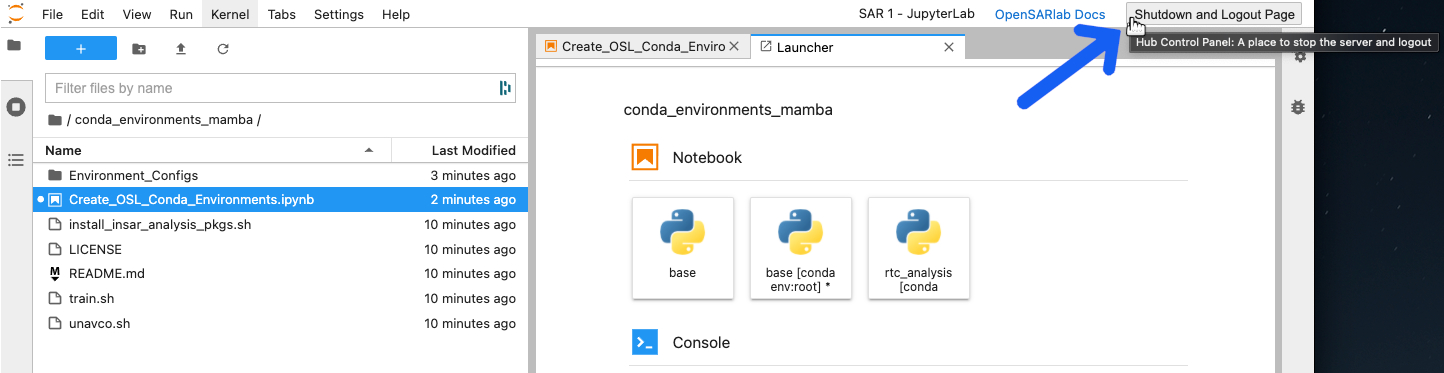 File Edit View Run Kernel Tabs Settings Help SAR 1 - JupyterLab OpenSARlab Docs Shutdown and Logout Page
Hub Control Panel: A place to stop the server and logout
Create_OSL_Conda_Enviro Launcher
Filter files by name
/ conda_environments_mamba /
Name Last Modified
Environment_Configs 3 minutes ago
Create_OSL_Conda_Environments.ipynb 2 minutes ago
install_insar_analysis_pkgs.sh 10 minutes ago
LICENSE 10 minutes ago
README.md 10 minutes ago
train.sh 10 minutes ago
unavco.sh 10 minutes ago
conda_environments_mamba
Notebook
base
base [conda
env:root] *
rtc_analysis
[conda
Console